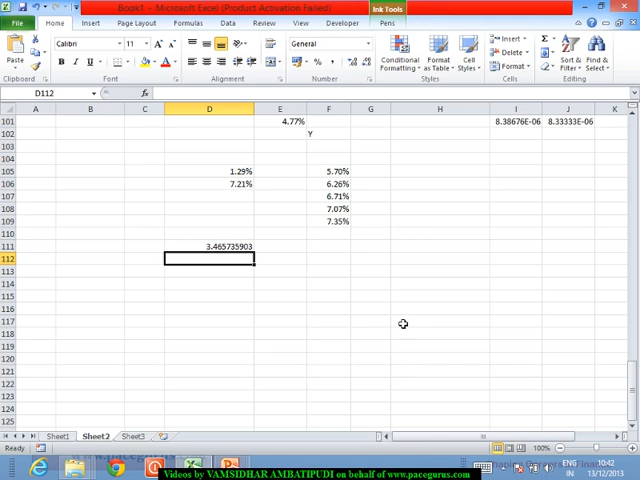 Book1 - Microsoft Excel (Product Activation Failed)
Ink Tools
File Home Insert Page Layout Formulas Data Review View Developer Pens
Paste
Calibri 11
General
Conditional Formatting
Format as Table
Cell Styles
Insert
Delete
Format
Sort & Filter
Find & Select
Clipboard Font Alignment Number Styles Cells Editing
D112 fx
A B C D E F G H I J K
101 4.77% 8.38676E-06 8.33333E-06
102 Y
103
104
105 1.29% 5.70%
106 7.21% 6.26%
107 6.71%
108 7.07%
109 7.35%
110
111 3.465735903
112
113
114
115
116
117
118
119
120
121
122
123
124
125
Sheet1 Sheet2 Sheet3
Ready 100%
www.pacegurus.com
ENG 10:42
IN 13/12/2013
Videos by VAMSIDHAR AMBATIPUDI on behalf of www.pacegurus.com